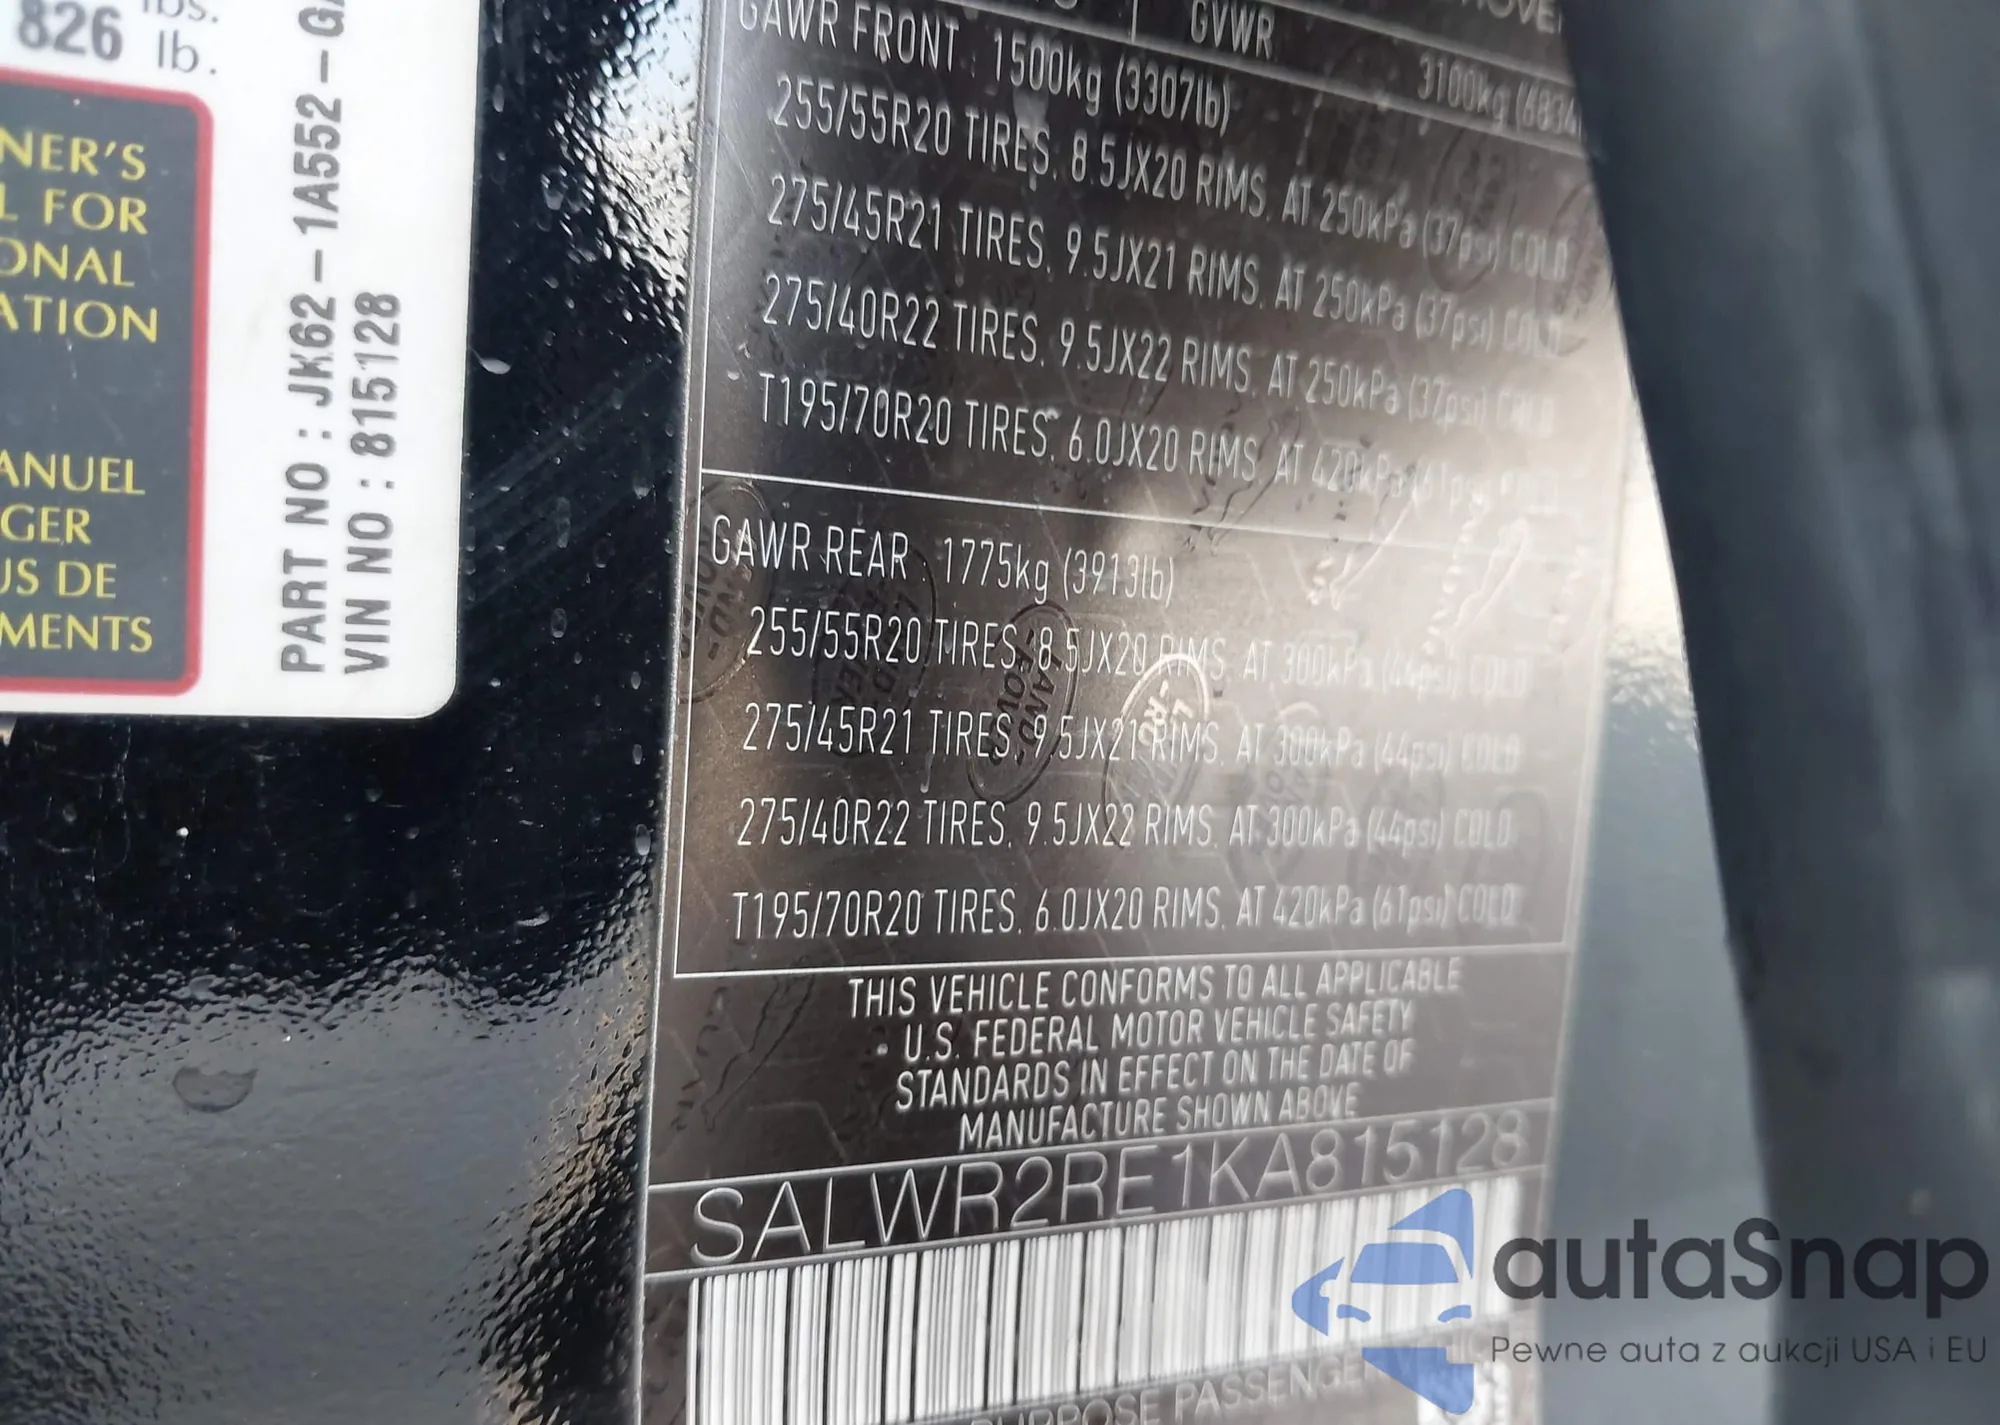 lbs.
826 lb.
NER'S
L FOR
ONAL
ATION
ANUEL
GER
US DE
MENTS
PART NO : JK62-1A552-GA
VIN NO : 815128
GVWR 3100kg (6834
GAWR FRONT : 1500kg (3307lb)
255/55R20 TIRES, 8.5JX20 RIMS, AT 250kPa (37psi) COLD
275/45R21 TIRES, 9.5JX21 RIMS, AT 250kPa (37psi) COLD
275/40R22 TIRES, 9.5JX22 RIMS, AT 250kPa (37psi) COLD
T195/70R20 TIRES, 6.0JX20 RIMS, AT 420kPa (61psi) COLD
GAWR REAR : 1775kg (3913lb)
255/55R20 TIRES, 8.5JX20 RIMS, AT 300kPa (44psi) COLD
275/45R21 TIRES, 9.5JX21 RIMS, AT 300kPa (44psi) COLD
275/40R22 TIRES, 9.5JX22 RIMS, AT 300kPa (44psi) COLD
T195/70R20 TIRES, 6.0JX20 RIMS, AT 420kPa (61psi) COLD
THIS VEHICLE CONFORMS TO ALL APPLICABLE
U.S. FEDERAL MOTOR VEHICLE SAFETY
STANDARDS IN EFFECT ON THE DATE OF
MANUFACTURE SHOWN ABOVE
SALWR2RE1KA815128
PURPOSE PASSENGER
autaSnap
Pewne auta z aukcji USA i EU